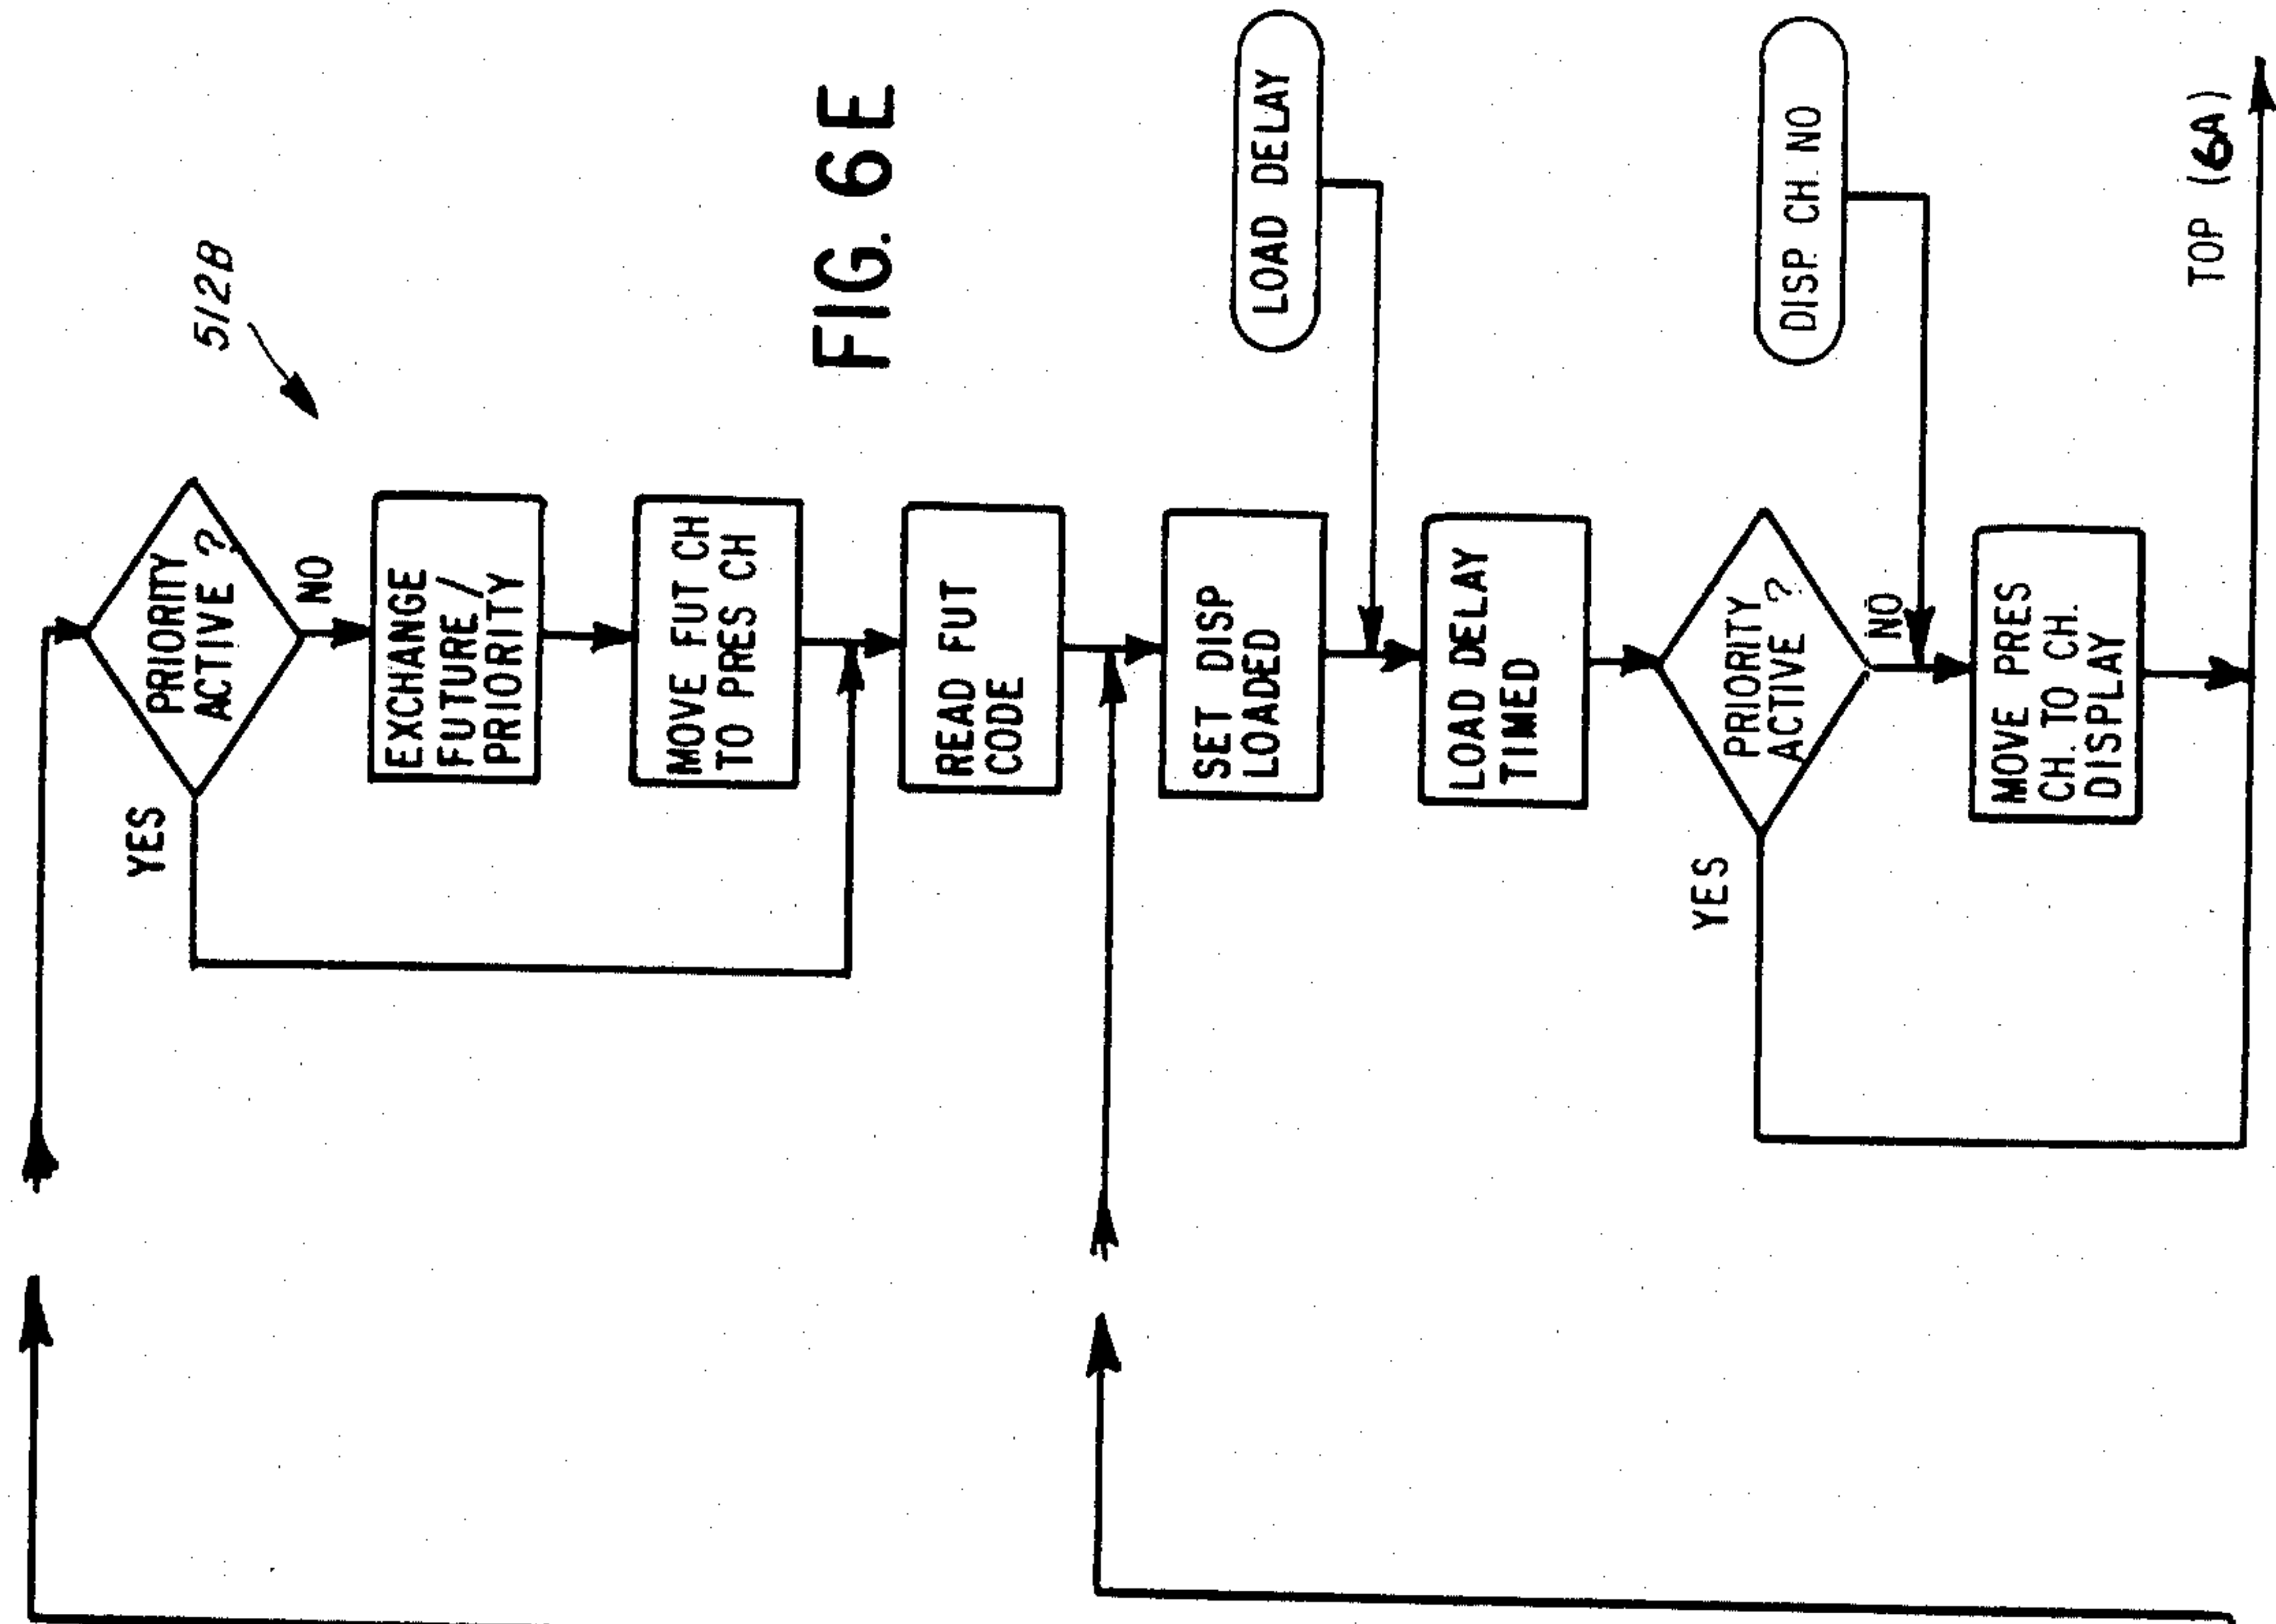 5128
PRIORITY
ACTIVE ?
YES
NO
EXCHANGE
FUTURE /
PRIORITY
MOVE FUT CH
TO PRES CH
FIG. 6E
READ FUT
CODE
SET DISP
LOADED
LOAD DELAY
LOAD DELAY
TIMED
PRIORITY
ACTIVE ?
YES
NO
DISP. CH. NO
MOVE PRES
CH. TO CH.
DISPLAY
TOP (6A)